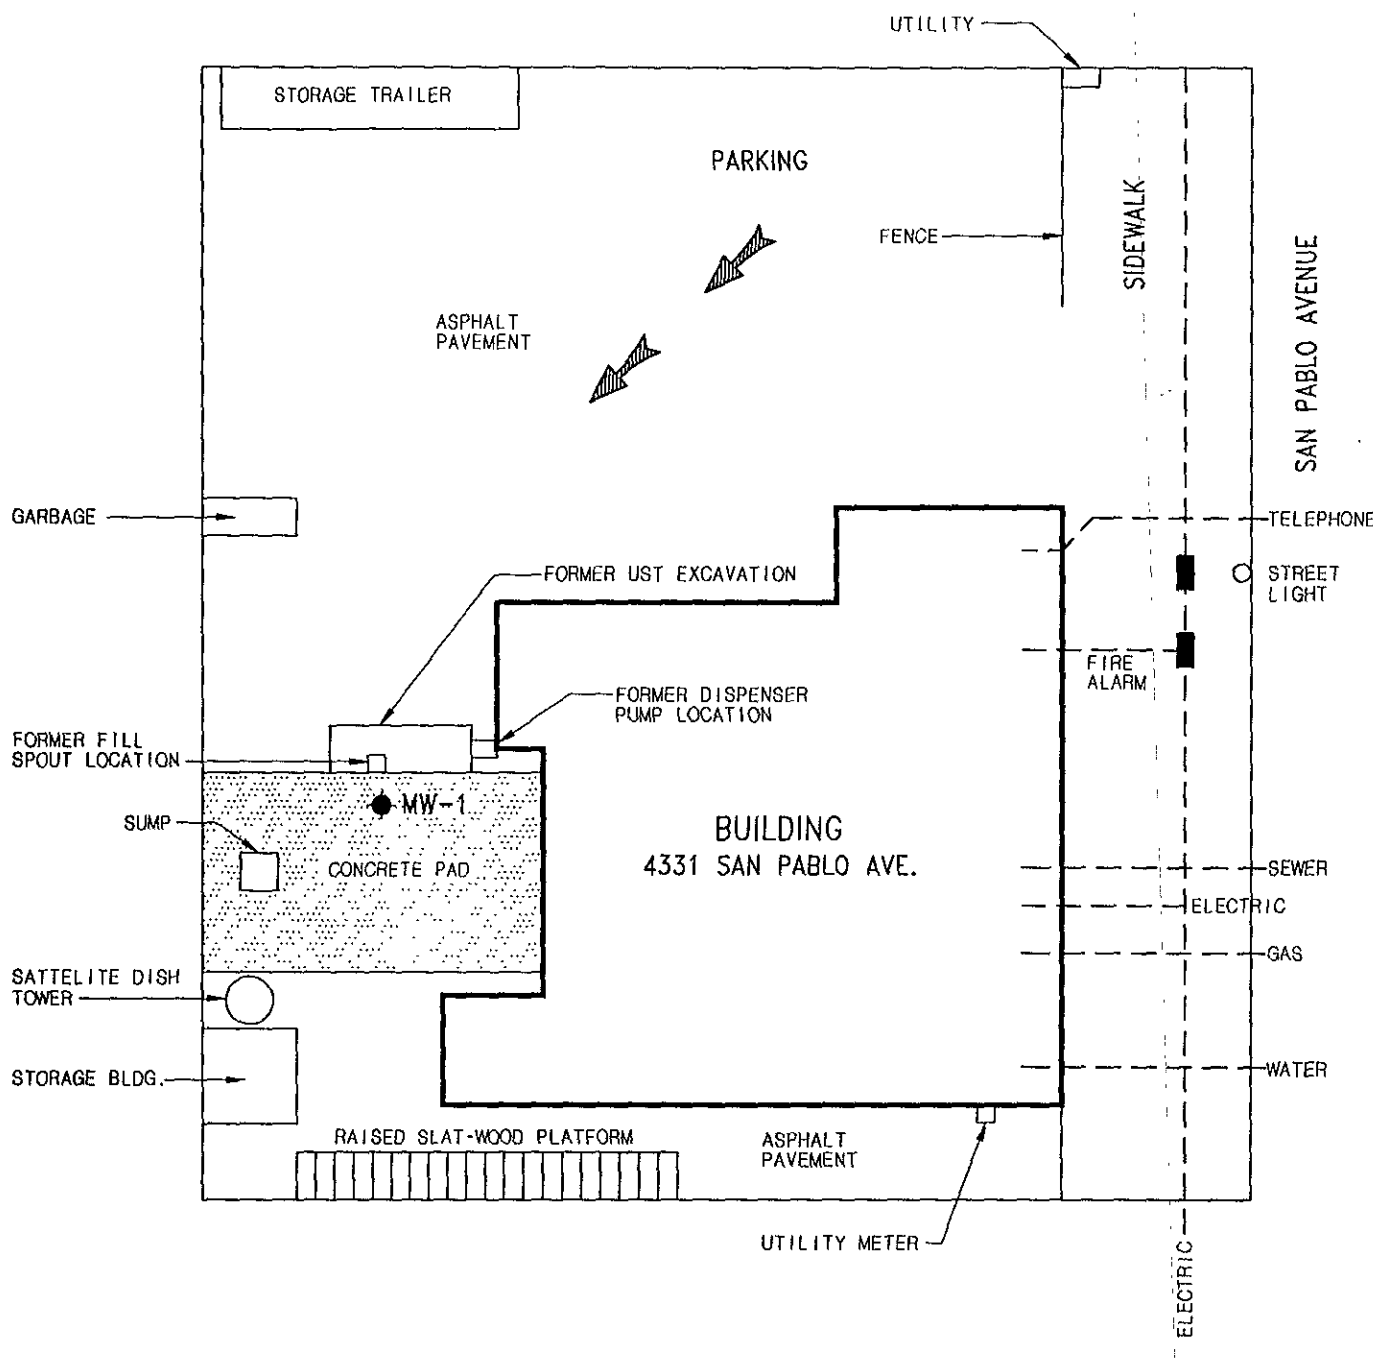 UTILITY
STORAGE TRAILER
PARKING
SIDEWALK
FENCE
SAN PABLO AVENUE
ASPHALT
PAVEMENT
GARBAGE
TELEPHONE
FORMER UST EXCAVATION
STREET
LIGHT
FIRE
ALARM
FORMER DISPENSER
PUMP LOCATION
FORMER FILL
SPOUT LOCATION
MW-1
SUMP
CONCRETE PAD
BUILDING
4331 SAN PABLO AVE.
SEWER
ELECTRIC
GAS
SATTELITE DISH
TOWER
STORAGE BLDG.
WATER
RAISED SLAT-WOOD PLATFORM
ASPHALT
PAVEMENT
UTILITY METER
ELECTRIC